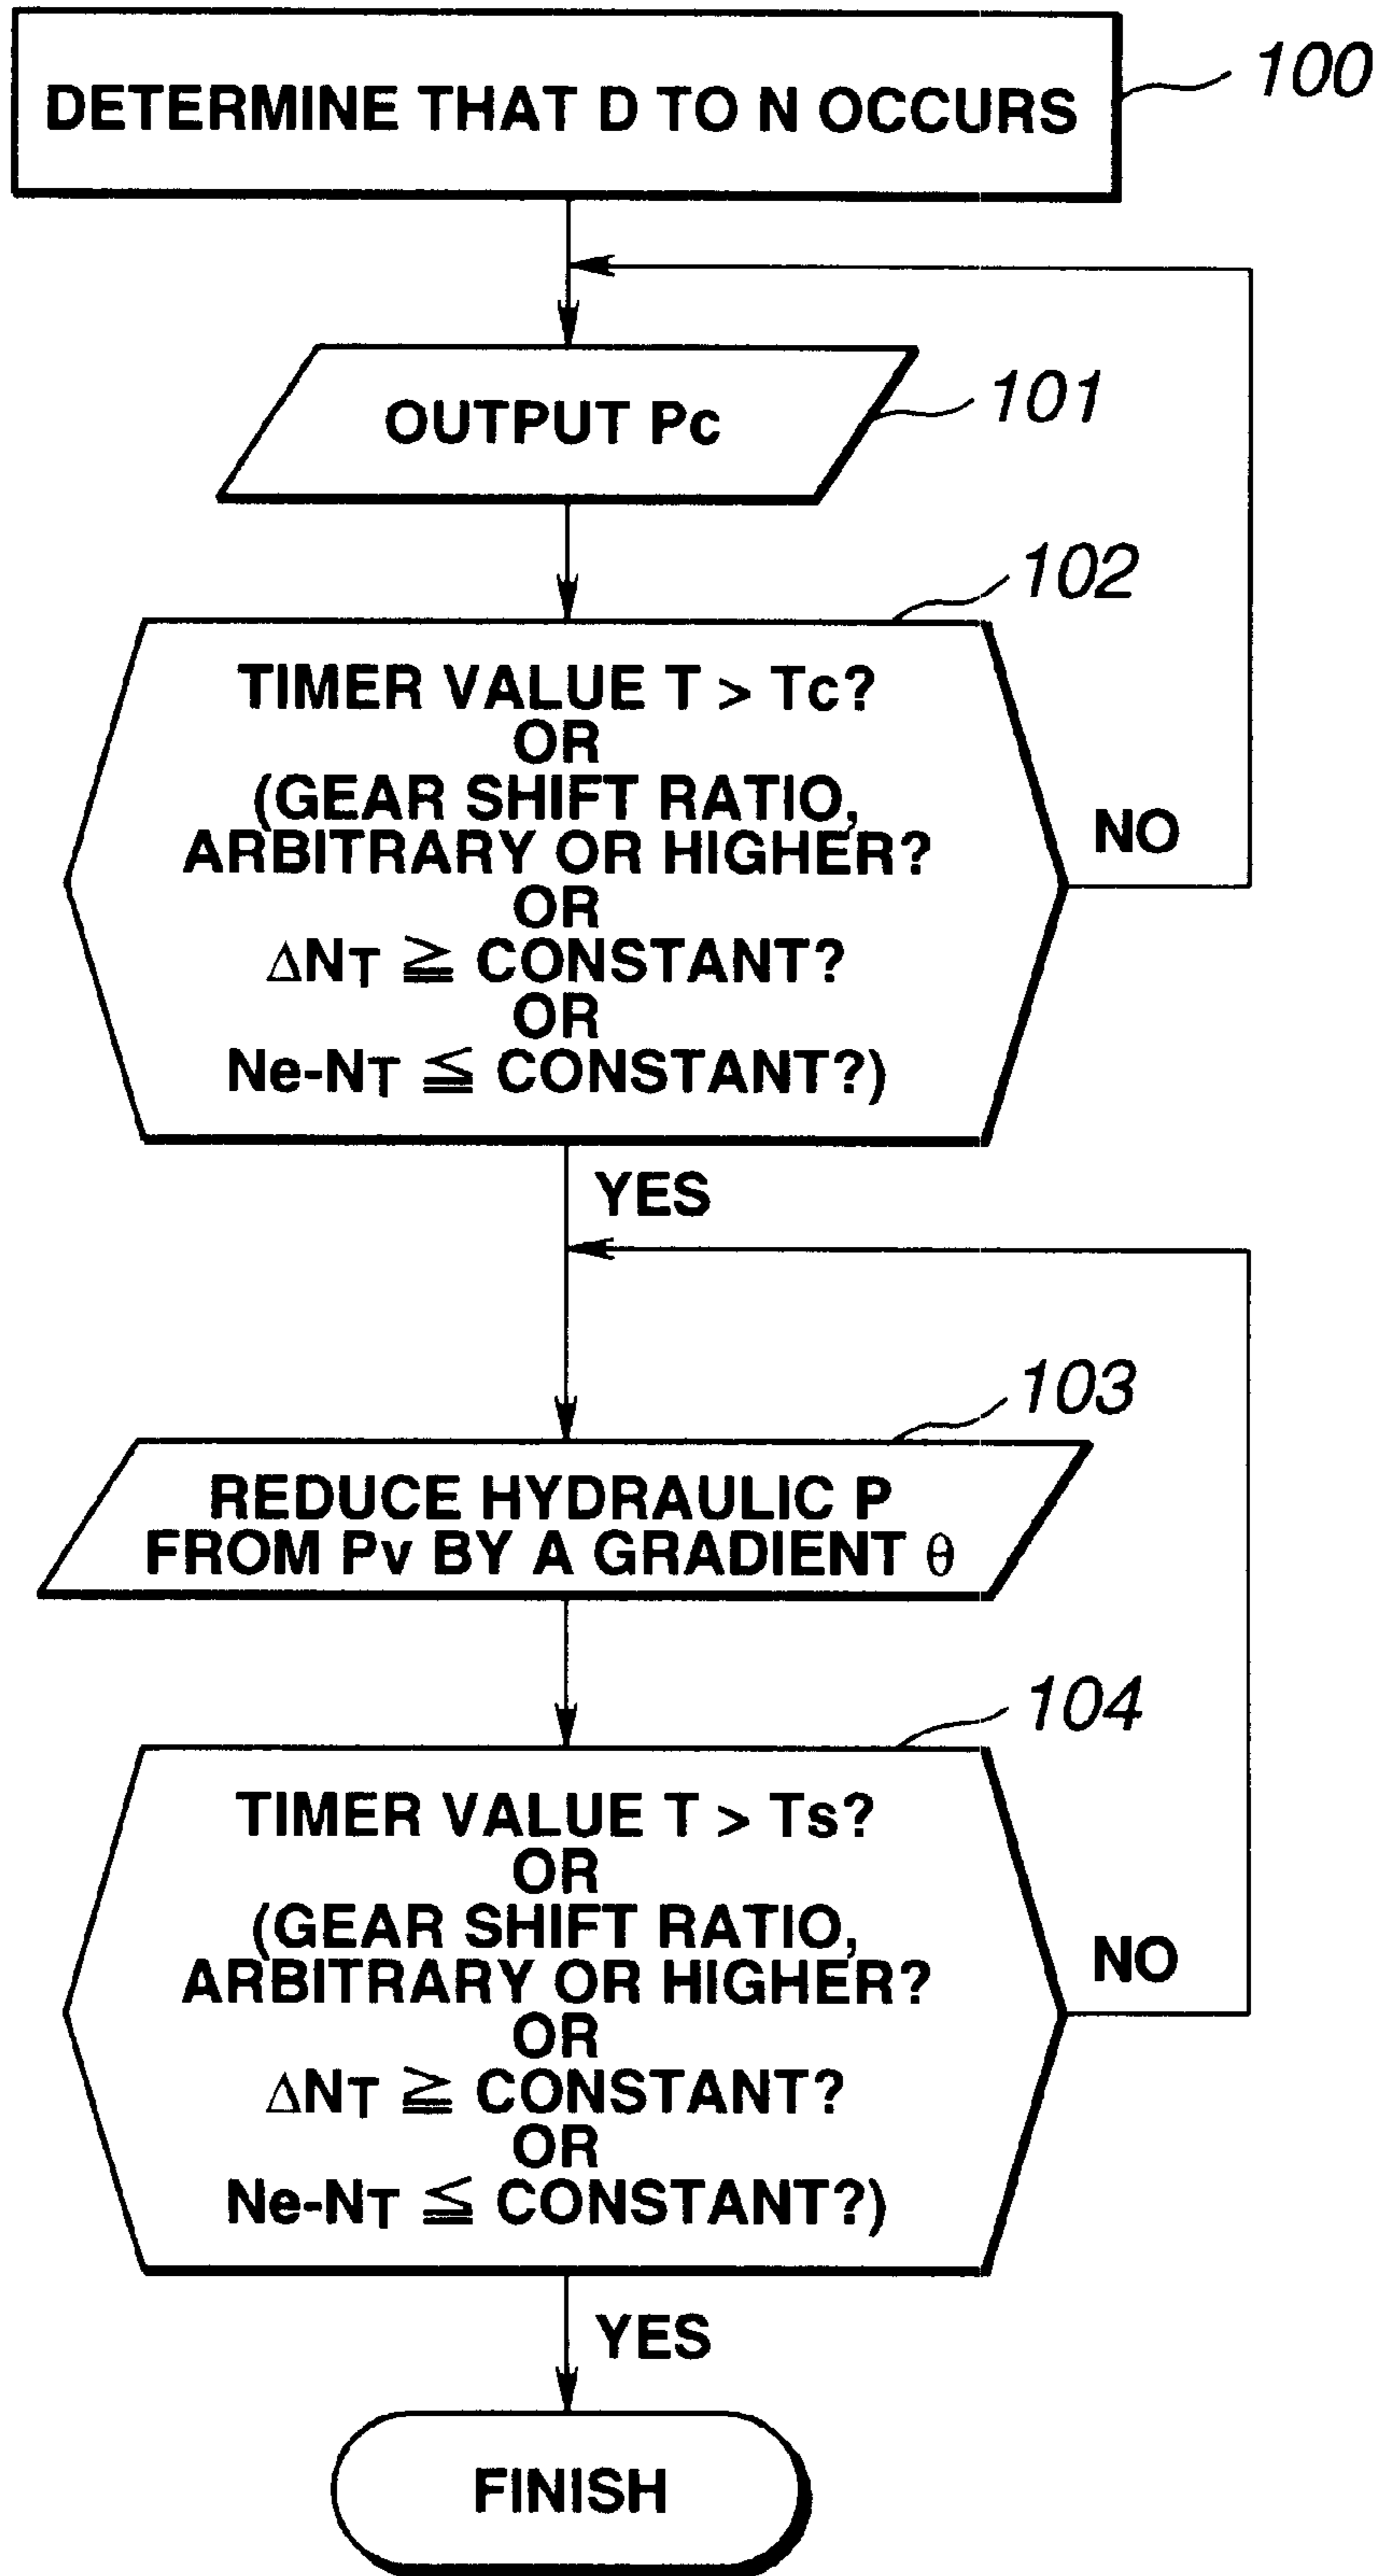 DETERMINE THAT D TO N OCCURS
100
OUTPUT Pc
101
102
TIMER VALUE T > Tc?
OR
(GEAR SHIFT RATIO,
ARBITRARY OR HIGHER?
OR
ΔNT ≧ CONSTANT?
OR
Ne-NT ≦ CONSTANT?)
NO
YES
103
REDUCE HYDRAULIC P
FROM Pv BY A GRADIENT θ
104
TIMER VALUE T > Ts?
OR
(GEAR SHIFT RATIO,
ARBITRARY OR HIGHER?
OR
ΔNT ≧ CONSTANT?
OR
Ne-NT ≦ CONSTANT?)
NO
YES
FINISH